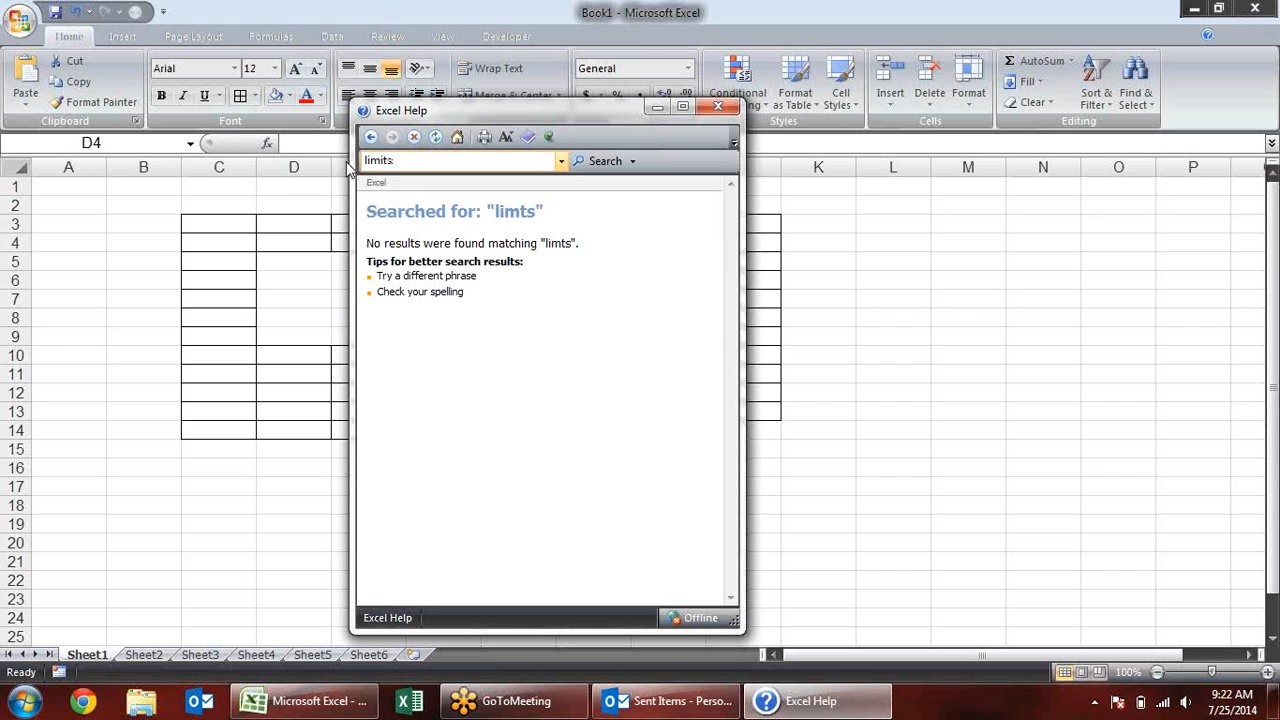 Book1 - Microsoft Excel
Home Insert Page Layout Formulas Data Review View Developer
Paste
Cut
Copy
Format Painter
Clipboard
Arial 12
B I U A
Font
Wrap Text
General
Conditional Format Cell
as Table Styles
Styles
Insert Delete Format
Cells
Σ AutoSum
Fill
Clear
Sort & Find &
Filter Select
Editing
D4 fx
Excel Help
limits
Search
Excel
Searched for: "limts"
No results were found matching "limts".
Tips for better search results:
Try a different phrase
Check your spelling
Excel Help Offline
A B C D K L M N O P
1
2
3
4
5
6
7
8
9
10
11
12
13
14
15
16
17
18
19
20
21
22
23
24
25
Sheet1 Sheet2 Sheet3 Sheet4 Sheet5 Sheet6
Ready 100%
Microsoft Excel - ... GoToMeeting Sent Items - Perso... Excel Help
9:22 AM
7/25/2014